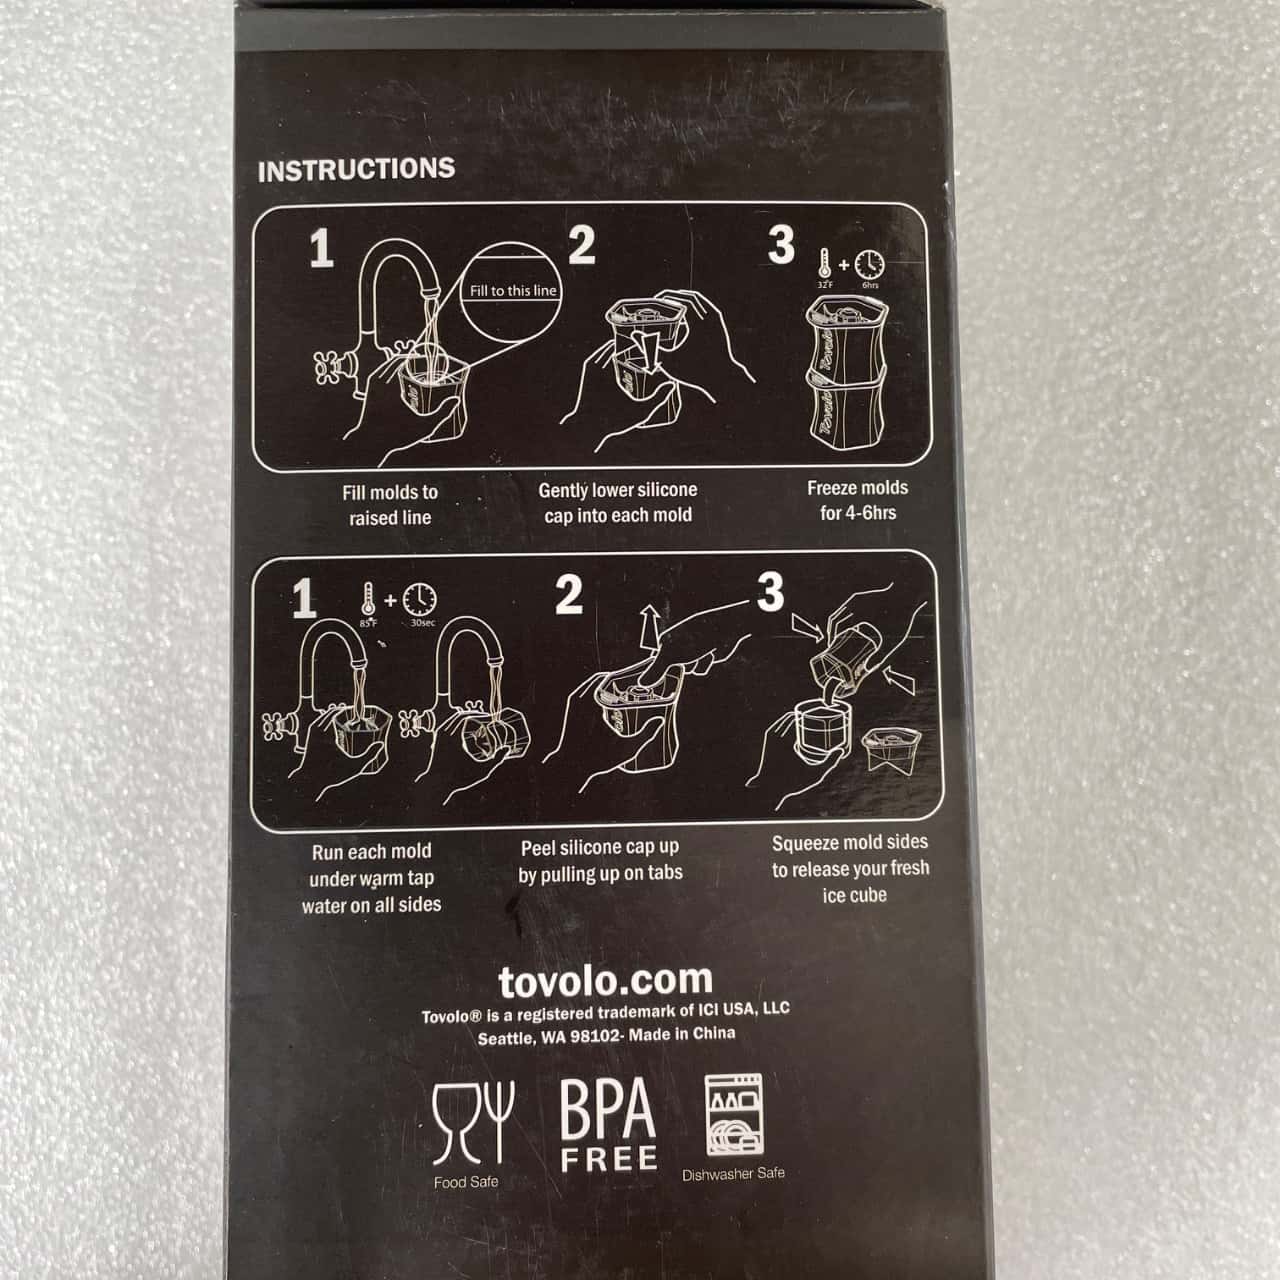 INSTRUCTIONS
1
Fill to this line
2
3
+
32°F
6hrs
Tovolo
Tovolo
Fill molds to
raised line
Gently lower silicone
cap into each mold
Freeze molds
for 4-6hrs
1
+
85°F
30sec
2
3
Run each mold
under warm tap
water on all sides
Peel silicone cap up
by pulling up on tabs
Squeeze mold sides
to release your fresh
ice cube
tovolo.com
Tovolo® is a registered trademark of ICI USA, LLC
Seattle, WA 98102- Made in China
BPA
FREE
Food Safe
Dishwasher Safe